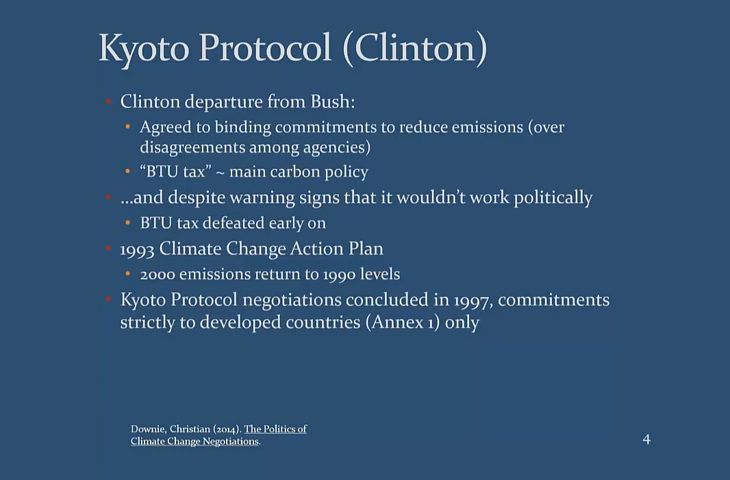 Kyoto Protocol (Clinton)
• Clinton departure from Bush:
• Agreed to binding commitments to reduce emissions (over
disagreements among agencies)
• “BTU tax” ~ main carbon policy
• ...and despite warning signs that it wouldn’t work politically
• BTU tax defeated early on
• 1993 Climate Change Action Plan
• 2000 emissions return to 1990 levels
• Kyoto Protocol negotiations concluded in 1997, commitments
strictly to developed countries (Annex 1) only
Downie, Christian (2014). The Politics of
Climate Change Negotiations.
4